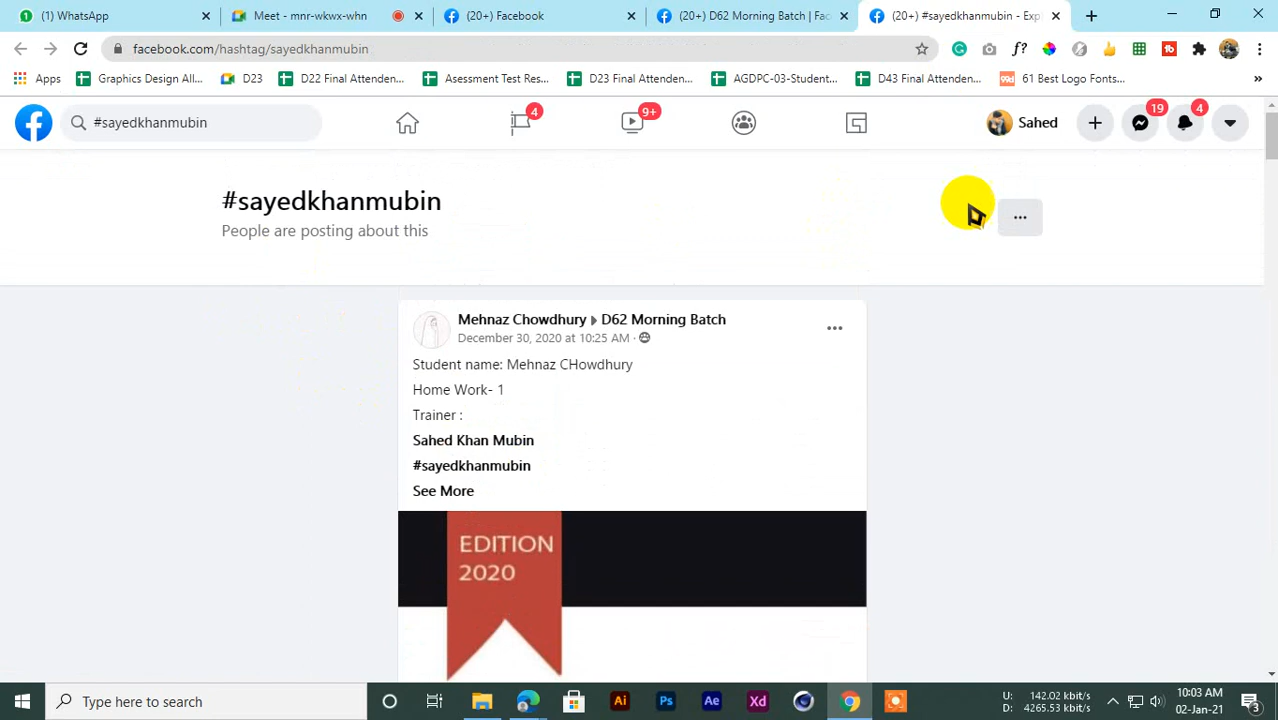 (1) WhatsApp
Meet - mnr-wkwx-whn
(20+) Facebook
(20+) D62 Morning Batch | Fac
(20+) #sayedkhanmubin - Exp
facebook.com/hashtag/sayedkhanmubin
Apps
Graphics Design All...
D23
D22 Final Attenden...
Asessment Test Res...
D23 Final Attenden...
AGDPC-03-Student...
D43 Final Attenden...
61 Best Logo Fonts...
#sayedkhanmubin
4
9+
Sahed
19
4
#sayedkhanmubin
People are posting about this
Mehnaz Chowdhury
D62 Morning Batch
December 30, 2020 at 10:25 AM ·
Student name: Mehnaz CHowdhury
Home Work- 1
Trainer :
Sahed Khan Mubin
#sayedkhanmubin
See More
EDITION
2020
Type here to search
Ai
Ps
Ae
Xd
U: 142.02 kbit/s
D: 4265.53 kbit/s
10:03 AM
02-Jan-21
3